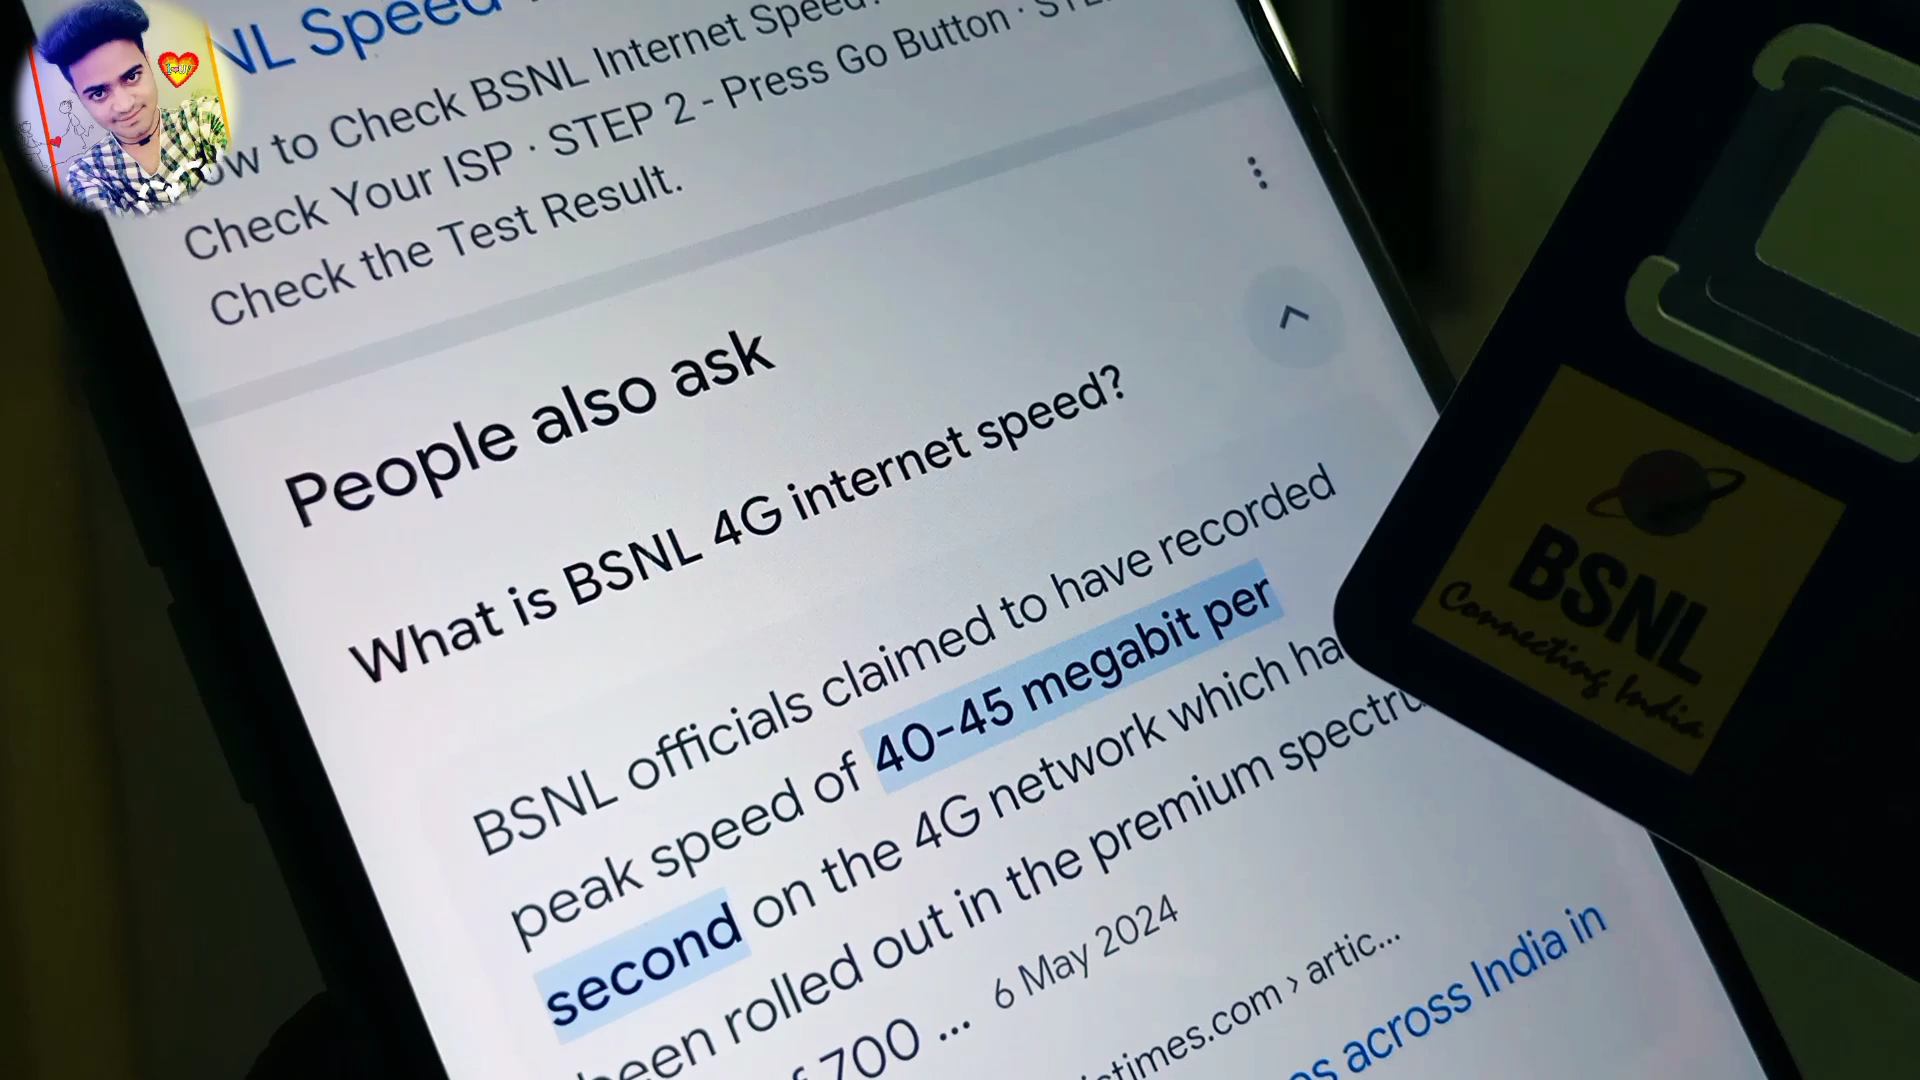 NL Speed
ow to Check BSNL Internet Speed?
Check Your ISP · STEP 2 - Press Go Button ·
Check the Test Result.
People also ask
What is BSNL 4G internet speed?
BSNL officials claimed to have recorded
peak speed of 40-45 megabit per
second on the 4G network which ha
been rolled out in the premium spectru
700 ... 6 May 2024
ctimes.com › artic...
es across India in
BSNL
Connecting India